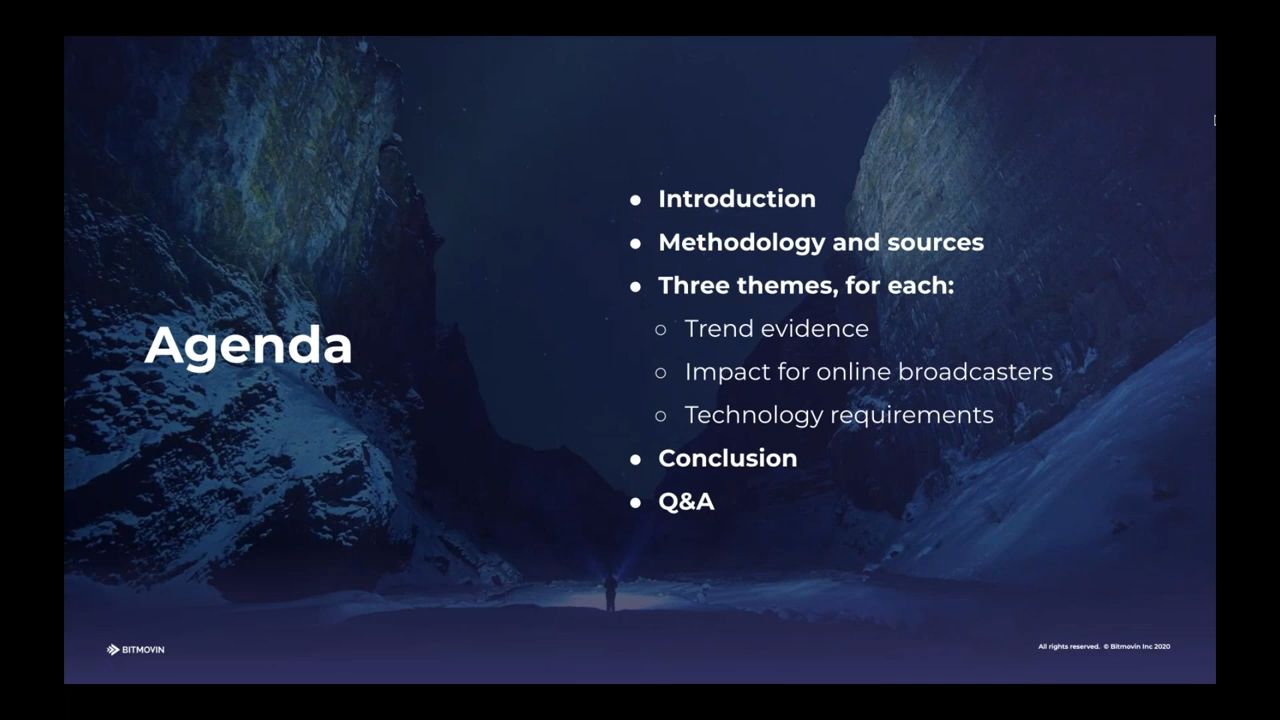 Agenda
● Introduction
● Methodology and sources
● Three themes, for each:
○ Trend evidence
○ Impact for online broadcasters
○ Technology requirements
● Conclusion
● Q&A
BITMOVIN
All rights reserved. © Bitmovin Inc 2020